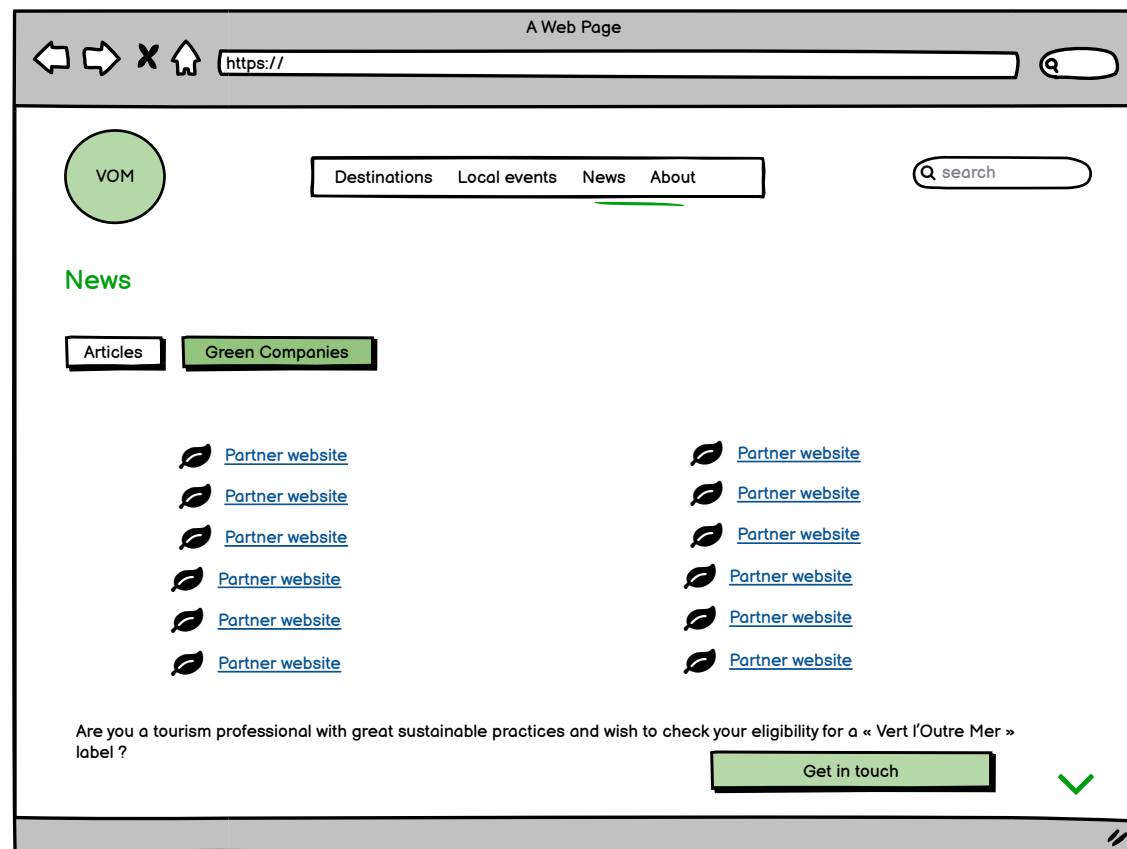 A Web Page
https://
VOM
Destinations Local events News About
search
News
Articles
Green Companies
Partner website
Partner website
Partner website
Partner website
Partner website
Partner website
Partner website
Partner website
Partner website
Partner website
Partner website
Partner website
Are you a tourism professional with great sustainable practices and wish to check your eligibility for a « Vert l’Outre Mer »
label ?
Get in touch